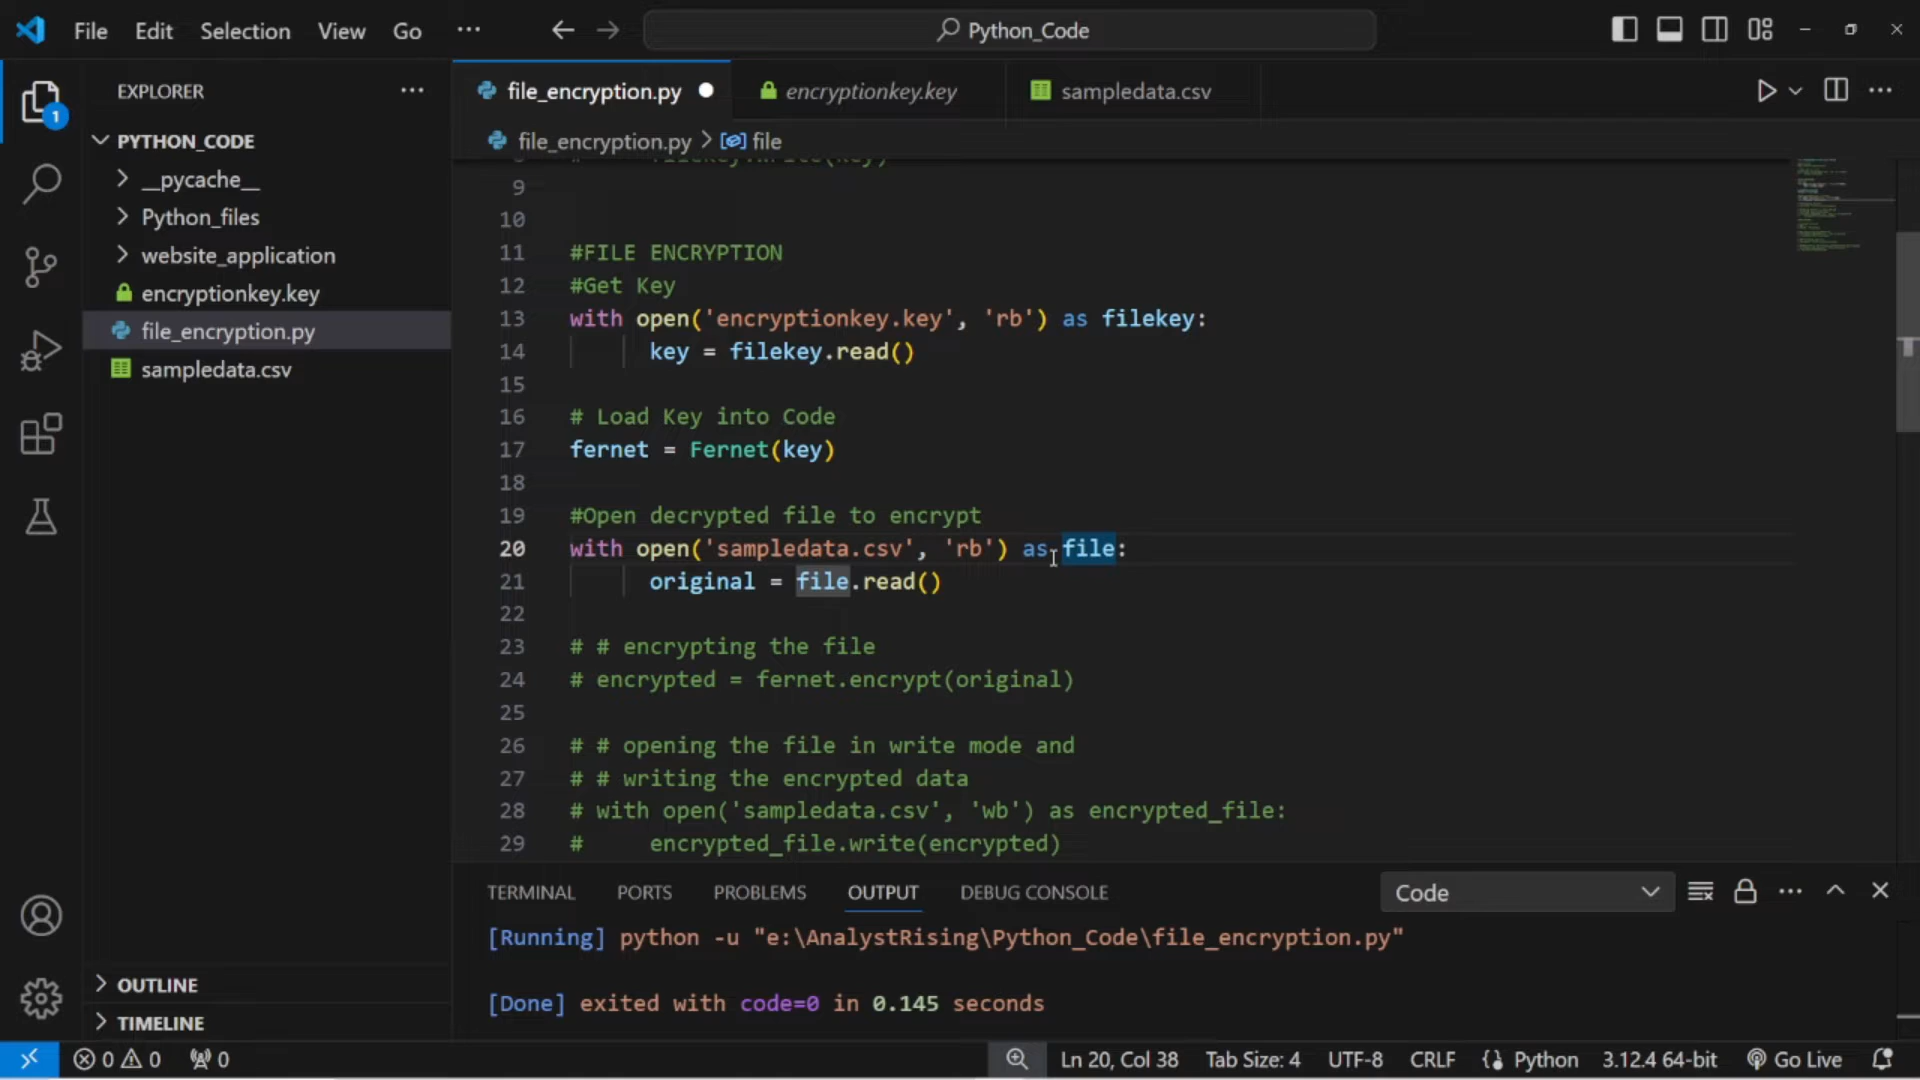 File Edit Selection View Go ··· Python_Code
EXPLORER ···
PYTHON_CODE
__pycache__
Python_files
website_application
encryptionkey.key
file_encryption.py
sampledata.csv
OUTLINE
TIMELINE
1
file_encryption.py encryptionkey.key sampledata.csv
file_encryption.py > file
8 # filekey.write(key)
9
10
11 #FILE ENCRYPTION
12 #Get Key
13 with open('encryptionkey.key', 'rb') as filekey:
14 key = filekey.read()
15
16 # Load Key into Code
17 fernet = Fernet(key)
18
19 #Open decrypted file to encrypt
20 with open('sampledata.csv', 'rb') as file:
21 original = file.read()
22
23 # # encrypting the file
24 # encrypted = fernet.encrypt(original)
25
26 # # opening the file in write mode and
27 # # writing the encrypted data
28 # with open('sampledata.csv', 'wb') as encrypted_file:
29 # encrypted_file.write(encrypted)
TERMINAL PORTS PROBLEMS OUTPUT DEBUG CONSOLE Code
[Running] python -u "e:\AnalystRising\Python_Code\file_encryption.py"
[Done] exited with code=0 in 0.145 seconds
0 0 0 Ln 20, Col 38 Tab Size: 4 UTF-8 CRLF Python 3.12.4 64-bit Go Live